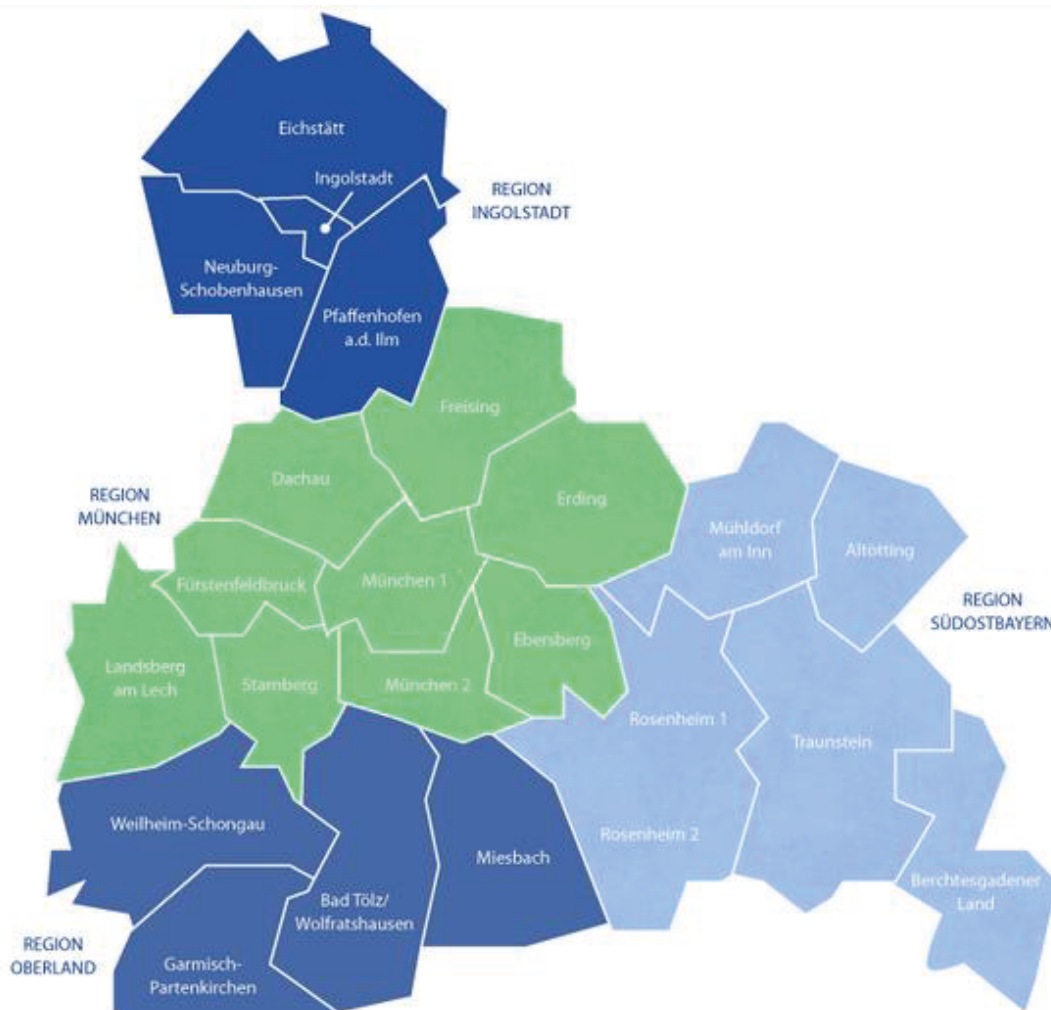 Eichstätt
Ingolstadt
REGION
INGOLSTADT
Neuburg-
Schobenhausen
Pfaffenhofen
a.d. Ilm
Freising
Dachau
Erding
REGION
MÜNCHEN
Mühldorf
am Inn
Altötting
Fürstenfeldbruck
München 1
REGION
SÜDOSTBAYERN
Ebersberg
Landsberg
am Lech
Starnberg
München 2
Rosenheim 1
Traunstein
Weilheim-Schongau
Rosenheim 2
Miesbach
Berchtesgadener
Land
Bad Tölz/
Wolfratshausen
REGION
OBERLAND
Garmisch-
Partenkirchen